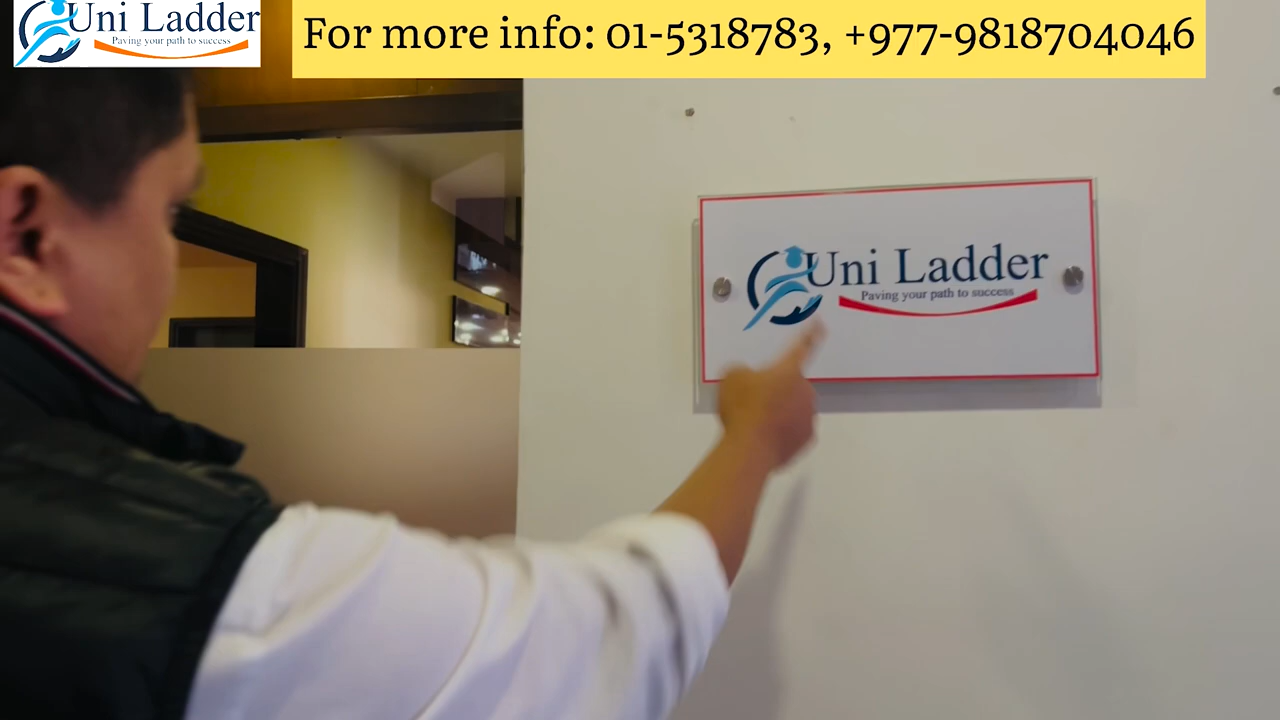 Uni Ladder
Paving your path to success
For more info: 01-5318783, +977-9818704046
Uni Ladder
Paving your path to success